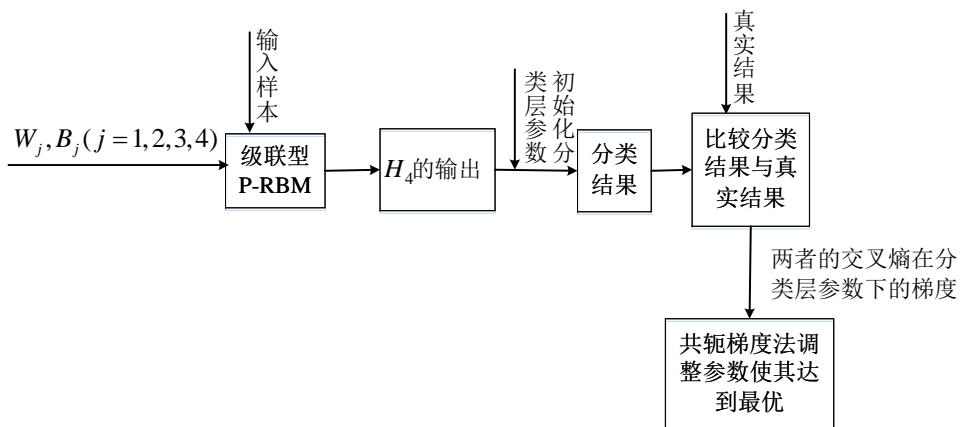 输入样本
W_j, B_j (j = 1,2,3,4)
级联型
P-RBM
H_4的输出
初始化分
类层参数
分类
结果
真实结果
比较分类
结果与真
实结果
两者的交叉熵在分
类层参数下的梯度
共轭梯度法调
整参数使其达
到最优